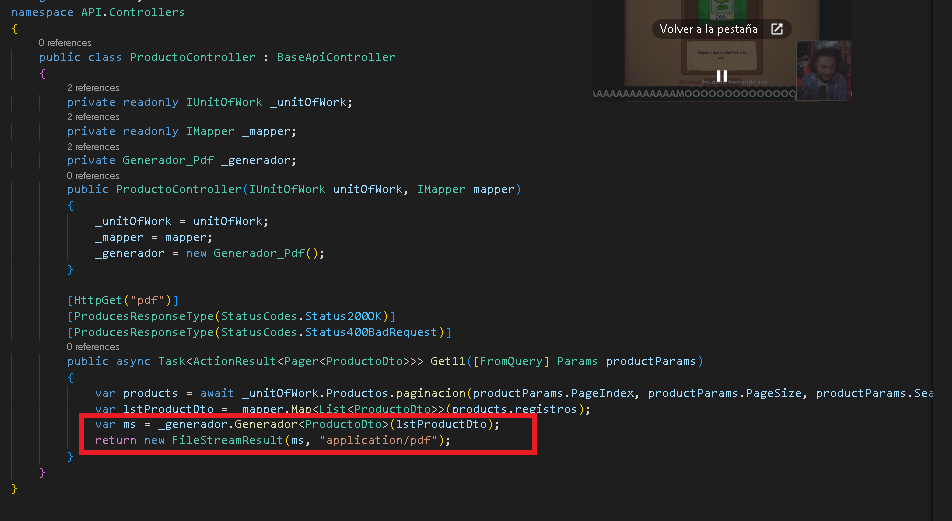 namespace API.Controllers
{
0 references
public class ProductoController : BaseApiController
{
2 references
private readonly IUnitOfWork _unitOfWork;
2 references
private readonly IMapper _mapper;
2 references
private Generador_Pdf _generador;
0 references
public ProductoController(IUnitOfWork unitOfWork, IMapper mapper)
{
_unitOfWork = unitOfWork;
_mapper = mapper;
_generador = new Generador_Pdf();
}
[HttpGet("pdf")]
[ProducesResponseType(StatusCodes.Status200OK)]
[ProducesResponseType(StatusCodes.Status400BadRequest)]
0 references
public async Task<ActionResult<Pager<ProductoDto>>> Get11([FromQuery] Params productParams)
{
var products = await _unitOfWork.Productos.paginacion(productParams.PageIndex, productParams.PageSize, productParams.Sea
var lstProductDto = _mapper.Map<List<ProductoDto>>(products.registros);
var ms = _generador.Generador<ProductoDto>(lstProductDto);
return new FileStreamResult(ms, "application/pdf");
}
}
}
Volver a la pestaña